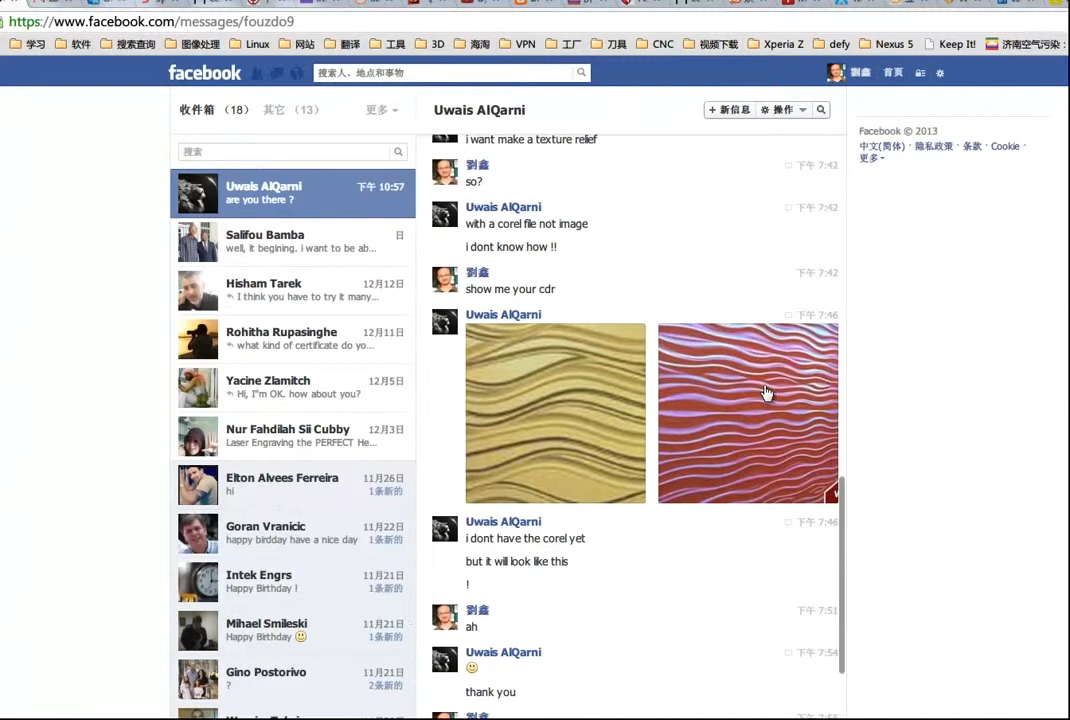 https://www.facebook.com/messages/fouzdo9
学习 软件 搜索查询 图像处理 Linux 网站 翻译 工具 3D 海淘 VPN 工厂 刀具 CNC 视频下载 Xperia Z defy Nexus 5 Keep It! 济南空气污染：
facebook 搜索人、地点和事物 劉鑫 首页
收件箱 (18) 其它 (13) 更多
Uwais AlQarni + 新信息 操作
搜索
Uwais AlQarni 下午 10:57
are you there ?
Salifou Bamba 日
well, it begining. i want to be ab...
Hisham Tarek 12月12日
I think you have to try it many...
Rohitha Rupasinghe 12月11日
what kind of certificate do yo...
Yacine Zlamitch 12月5日
Hi, I"m OK. how about you?
Nur Fahdilah Sii Cubby 12月3日
Laser Engraving the PERFECT He...
Elton Alvees Ferreira 11月26日
hi 1条新的
Goran Vranicic 11月22日
happy birdday have a nice day 1条新的
Intek Engrs 11月21日
Happy Birthday ! 1条新的
Mihael Smileski 11月21日
Happy Birthday 1条新的
Gino Postorivo 11月21日
? 2条新的
i want make a texture relief
劉鑫 下午 7:42
so?
Uwais AlQarni 下午 7:42
with a corel file not image
i dont know how !!
劉鑫 下午 7:42
show me your cdr
Uwais AlQarni 下午 7:46
Uwais AlQarni 下午 7:46
i dont have the corel yet
but it will look like this
!
劉鑫 下午 7:51
ah
Uwais AlQarni 下午 7:54
thank you
劉鑫
Facebook © 2013
中文(简体) · 隐私政策 · 条款 · Cookie ·
更多